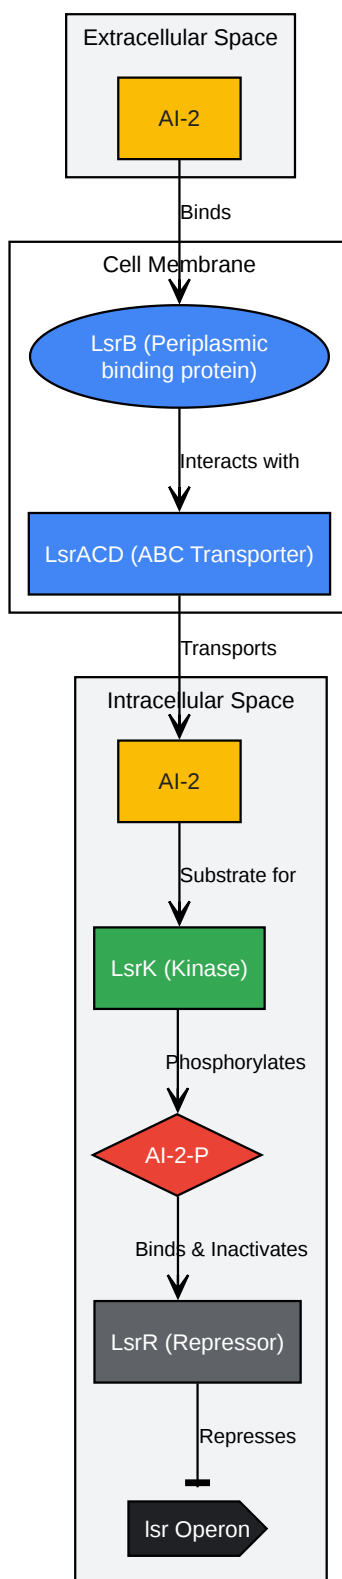 Extracellular Space
AI-2
Binds
Cell Membrane
LsrB (Periplasmic
binding protein)
Interacts with
LsrACD (ABC Transporter)
Transports
Intracellular Space
AI-2
Substrate for
LsrK (Kinase)
Phosphorylates
AI-2-P
Binds & Inactivates
LsrR (Repressor)
Represses
lsr Operon